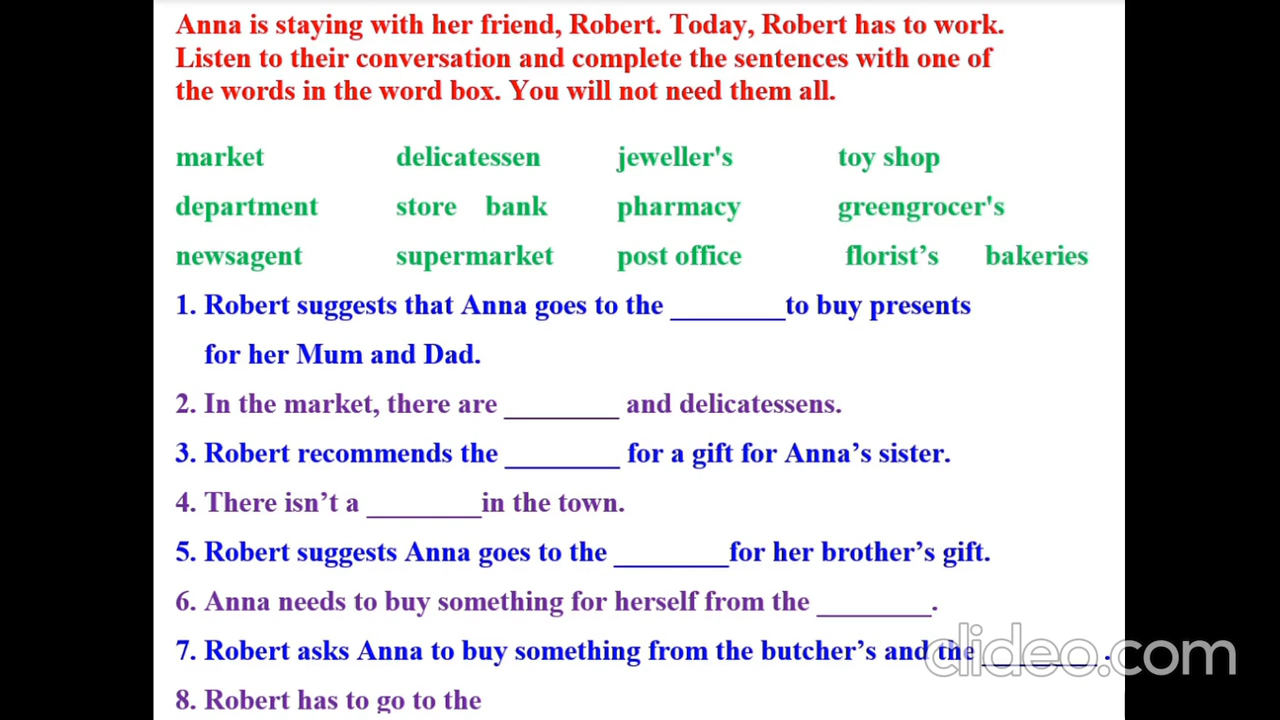 Anna is staying with her friend, Robert. Today, Robert has to work.
Listen to their conversation and complete the sentences with one of
the words in the word box. You will not need them all.
market delicatessen jeweller's toy shop
department store bank pharmacy greengrocer's
newsagent supermarket post office florist’s bakeries
1. Robert suggests that Anna goes to the ________to buy presents
for her Mum and Dad.
2. In the market, there are ________ and delicatessens.
3. Robert recommends the ________ for a gift for Anna’s sister.
4. There isn’t a ________in the town.
5. Robert suggests Anna goes to the ________for her brother’s gift.
6. Anna needs to buy something for herself from the ________.
7. Robert asks Anna to buy something from the butcher’s and the ________.
clideo.com
8. Robert has to go to the